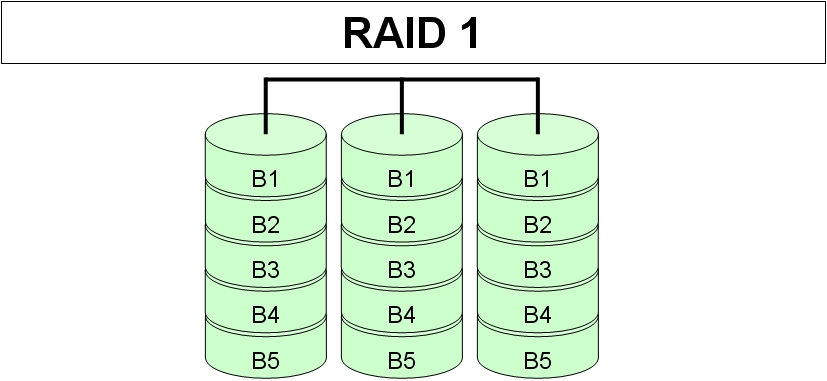 RAID 1
B1 B1 B1
B2 B2 B2
B3 B3 B3
B4 B4 B4
B5 B5 B5